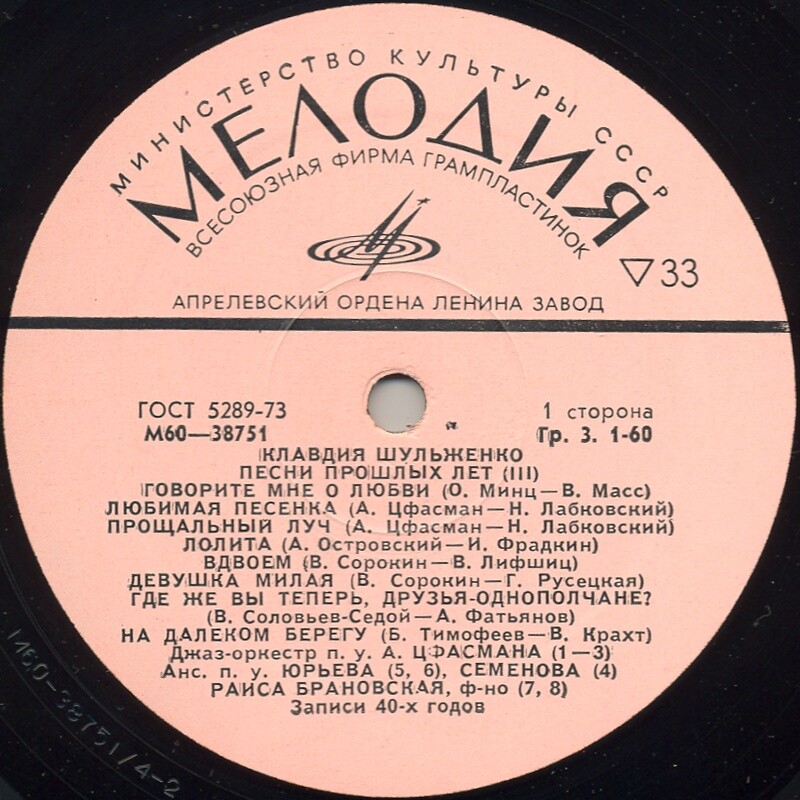 МИНИСТЕРСТВО КУЛЬТУРЫ СССР
МЕЛОДИЯ
ВСЕСОЮЗНАЯ ФИРМА ГРАМПЛАСТИНОК
▽33
АПРЕЛЕВСКИЙ ОРДЕНА ЛЕНИНА ЗАВОД
ГОСТ 5289-73
1 сторона
М60—38751
Гр. 3. 1-60
КЛАВДИЯ ШУЛЬЖЕНКО
ПЕСНИ ПРОШЛЫХ ЛЕТ (III)
ГОВОРИТЕ МНЕ О ЛЮБВИ (О. Минц—В. Масс)
ЛЮБИМАЯ ПЕСЕНКА (А. Цфасман—Н. Лабковский)
ПРОЩАЛЬНЫЙ ЛУЧ (А. Цфасман—Н. Лабковский)
ЛОЛИТА (А. Островский—И. Фрадкин)
ВДВОЕМ (В. Сорокин—В. Лифшиц)
ДЕВУШКА МИЛАЯ (В. Сорокин—Г. Русецкая)
ГДЕ ЖЕ ВЫ ТЕПЕРЬ, ДРУЗЬЯ-ОДНОПОЛЧАНЕ?
(В. Соловьев-Седой—А. Фатьянов)
НА ДАЛЕКОМ БЕРЕГУ (Б. Тимофеев—В. Крахт)
Джаз-оркестр п. у. А. ЦФАСМАНА (1—3)
Анс. п. у. ЮРЬЕВА (5, 6), СЕМЕНОВА (4)
РАИСА БРАНОВСКАЯ, ф-но (7, 8)
Записи 40-х годов
М60-38751/4-2